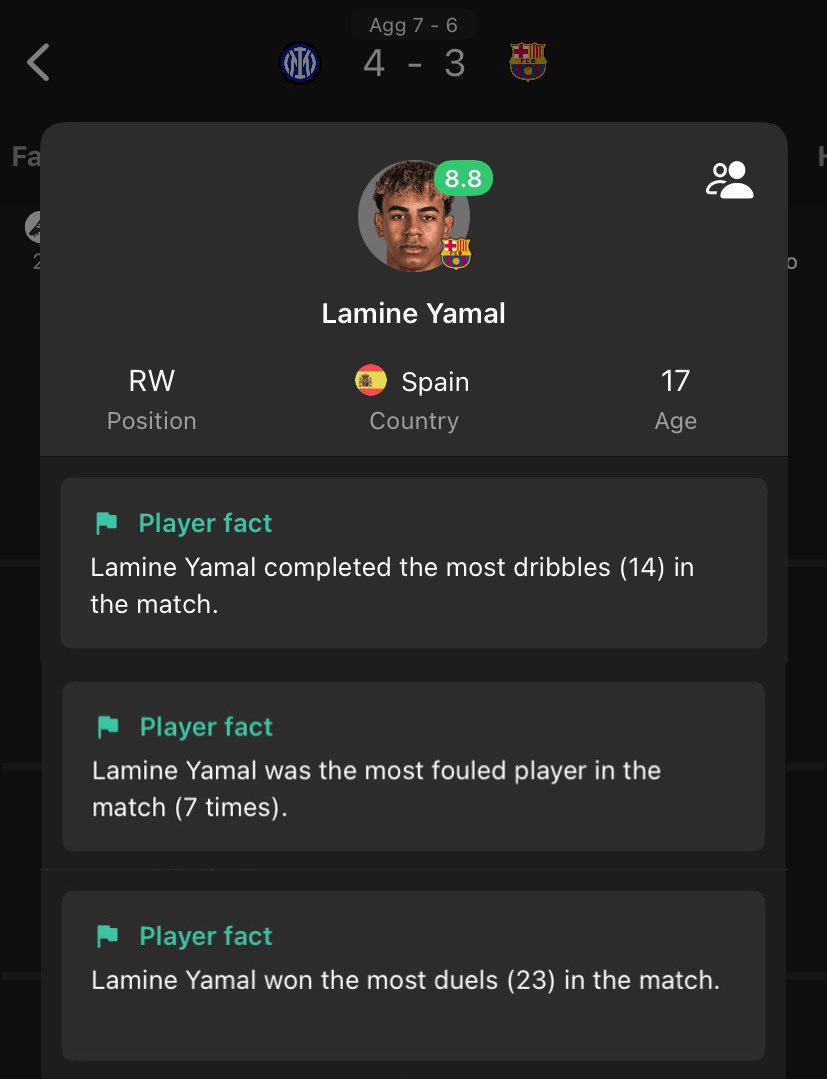 Agg 7 - 6
4 - 3
Fa
8.8
2
o
Lamine Yamal
RW Spain 17
Position Country Age
Player fact
Lamine Yamal completed the most dribbles (14) in
the match.
Player fact
Lamine Yamal was the most fouled player in the
match (7 times).
Player fact
Lamine Yamal won the most duels (23) in the match.